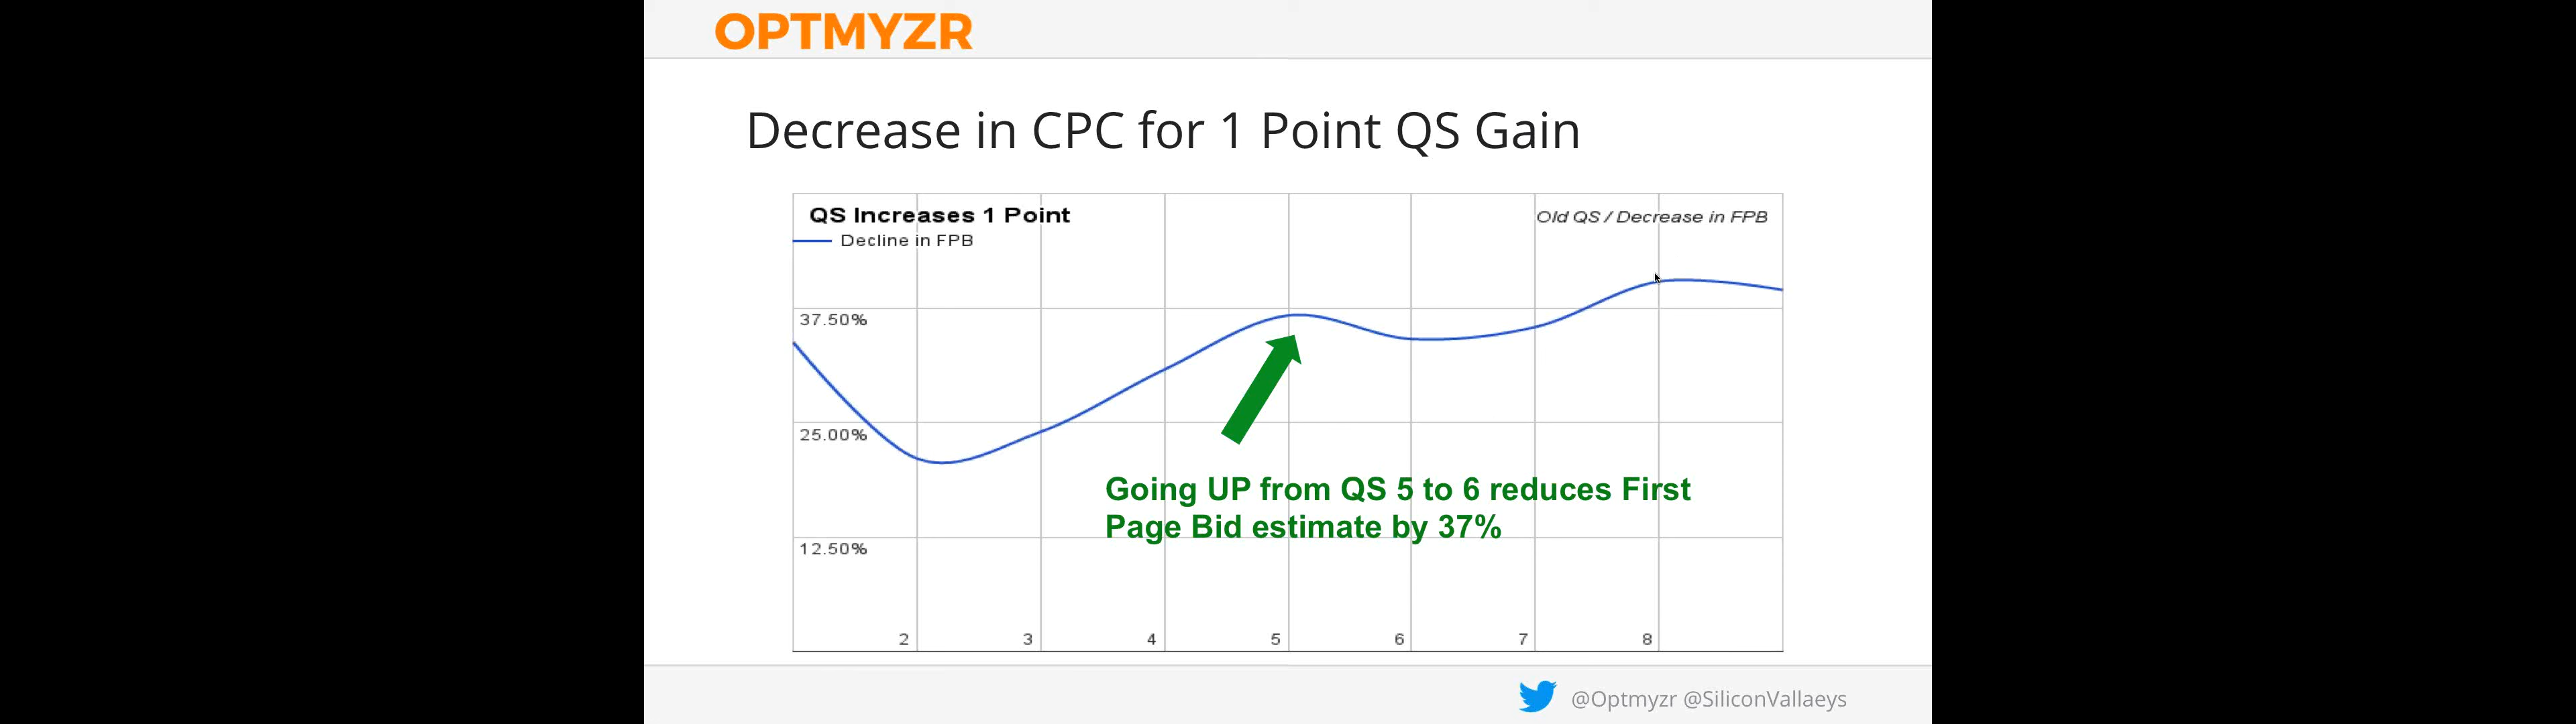 OPTMYZR
Decrease in CPC for 1 Point QS Gain
QS Increases 1 Point
Old QS / Decrease in FPB
Decline in FPB
37.50%
25.00%
Going UP from QS 5 to 6 reduces First
Page Bid estimate by 37%
12.50%
2 3 4 5 6 7 8
@Optmyzr @SiliconVallaeys